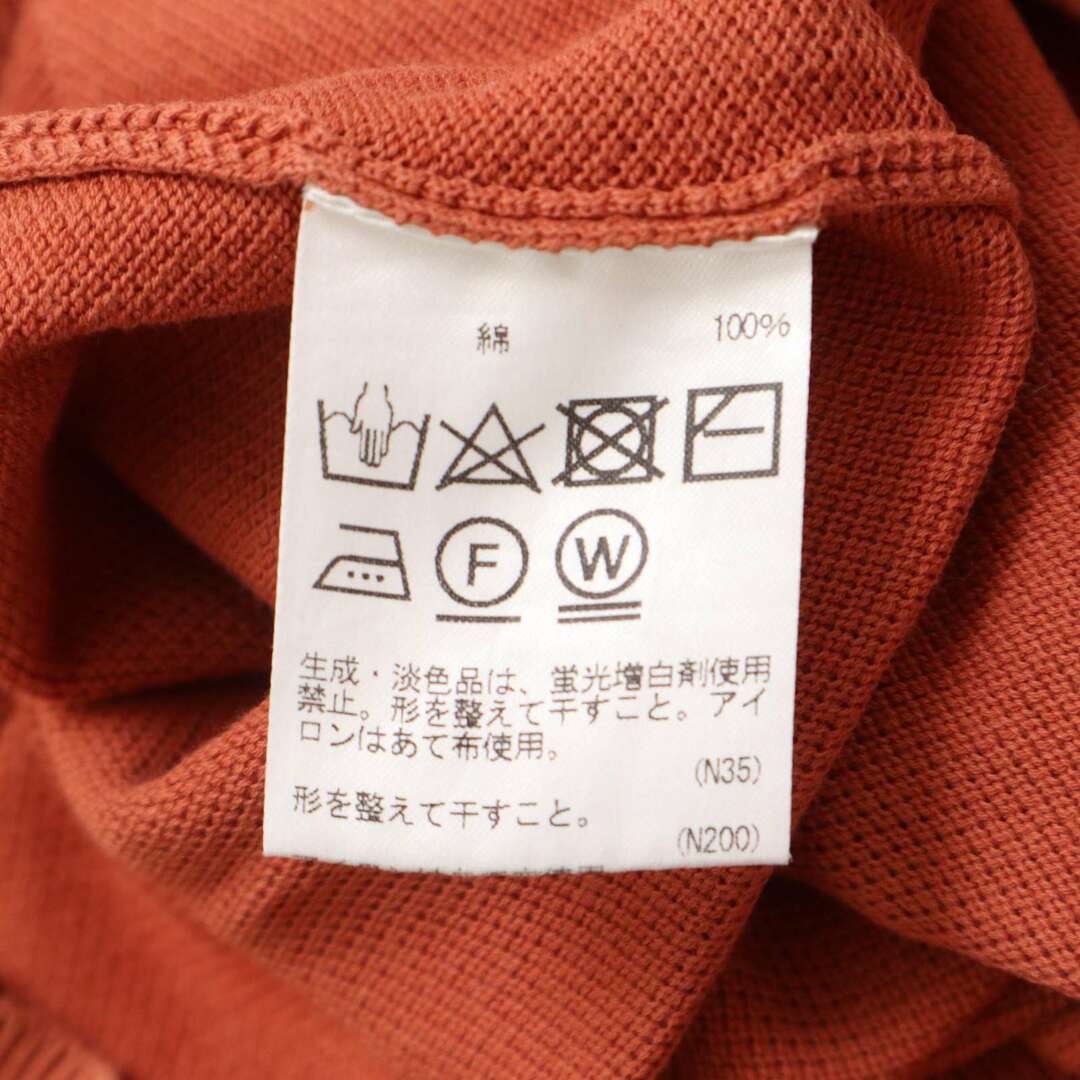 綿 100%
F W
生成・淡色品は、蛍光増白剤使用
禁止。形を整えて干すこと。アイ
ロンはあて布使用。
(N35)
形を整えて干すこと。
(N200)